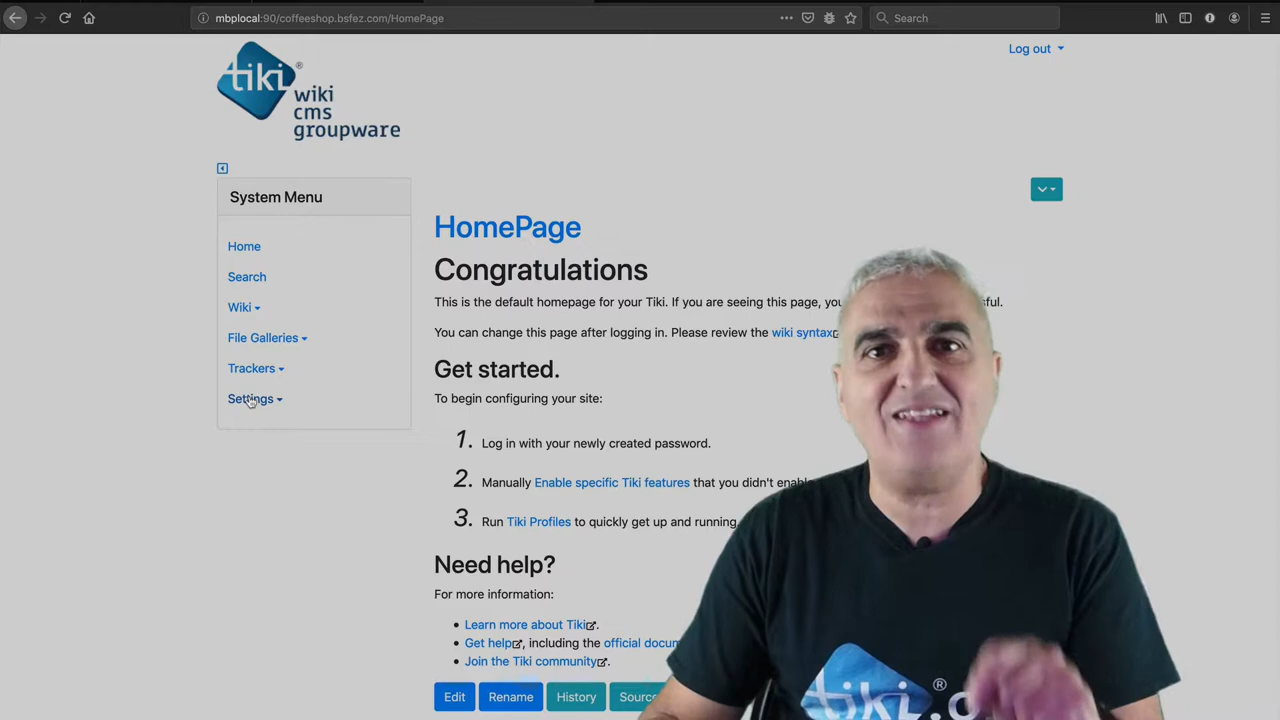 mbplocal:90/coffeeshop.bsfez.com/HomePage
Search
Log out
tiki®
wiki
cms
groupware
System Menu
Home
Search
Wiki
File Galleries
Trackers
Settings
HomePage
Congratulations
This is the default homepage for your Tiki. If you are seeing this page,
You can change this page after logging in. Please review the wiki syntax
Get started.
To begin configuring your site:
1. Log in with your newly created password.
2. Manually Enable specific Tiki features that you didn't
3. Run Tiki Profiles to quickly get up and running,
Need help?
For more information:
• Learn more about Tiki.
• Get help, including the official
• Join the Tiki community.
Edit
Rename
History
tiki®